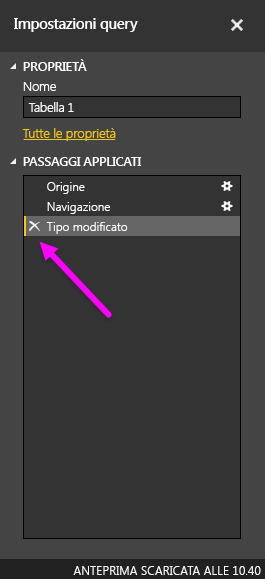 Impostazioni query
PROPRIETÀ
Nome
Tabella 1
Tutte le proprietà
PASSAGGI APPLICATI
Origine
Navigazione
Tipo modificato
ANTEPRIMA SCARICATA ALLE 10.40